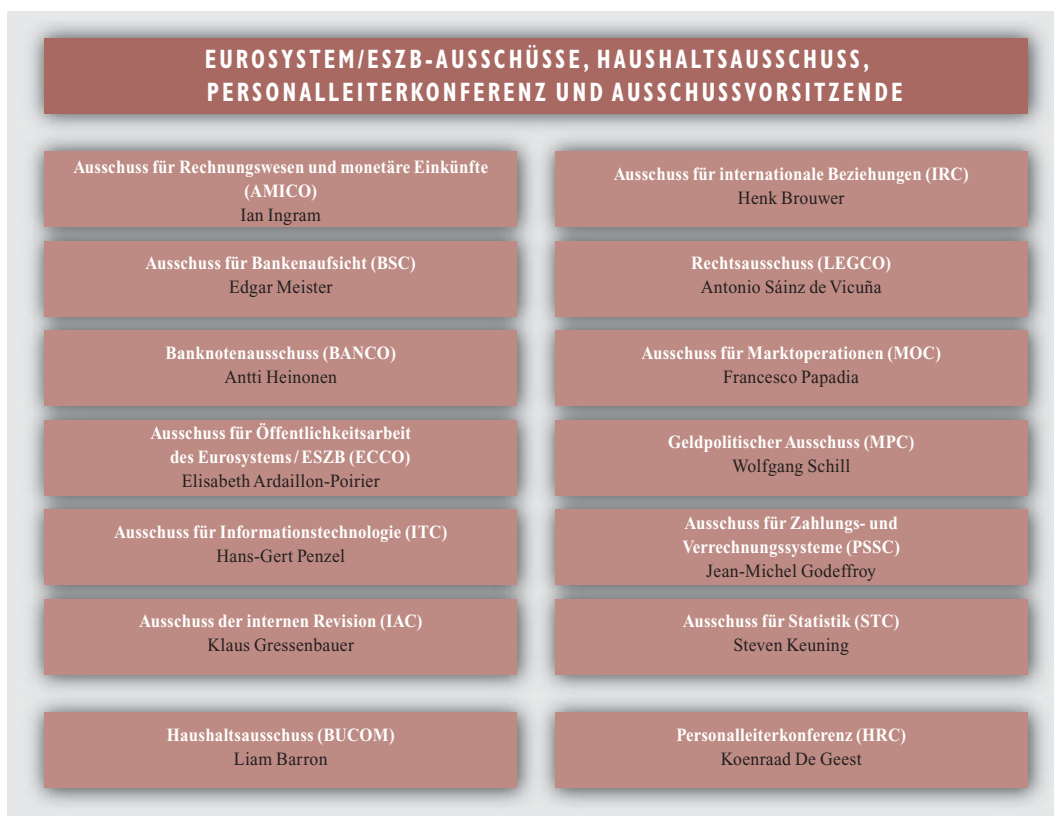 EUROSYSTEM/ESZB-AUSSCHÜSSE, HAUSHALTSAUSSCHUSS,
PERSONALLEITERKONFERENZ UND AUSSCHUSSVORSITZENDE
Ausschuss für Rechnungswesen und monetäre Einkünfte
(AMICO)
Ian Ingram
Ausschuss für internationale Beziehungen (IRC)
Henk Brouwer
Ausschuss für Bankenaufsicht (BSC)
Edgar Meister
Rechtsausschuss (LEGCO)
Antonio Sáinz de Vicuña
Banknotenausschuss (BANCO)
Antti Heinonen
Ausschuss für Marktoperationen (MOC)
Francesco Papadia
Ausschuss für Öffentlichkeitsarbeit
des Eurosystems / ESZB (ECCO)
Elisabeth Ardaillon-Poirier
Geldpolitischer Ausschuss (MPC)
Wolfgang Schill
Ausschuss für Informationstechnologie (ITC)
Hans-Gert Penzel
Ausschuss für Zahlungs- und
Verrechnungssysteme (PSSC)
Jean-Michel Godeffroy
Ausschuss der internen Revision (IAC)
Klaus Gressenbauer
Ausschuss für Statistik (STC)
Steven Keuning
Haushaltsausschuss (BUCOM)
Liam Barron
Personalleiterkonferenz (HRC)
Koenraad De Geest